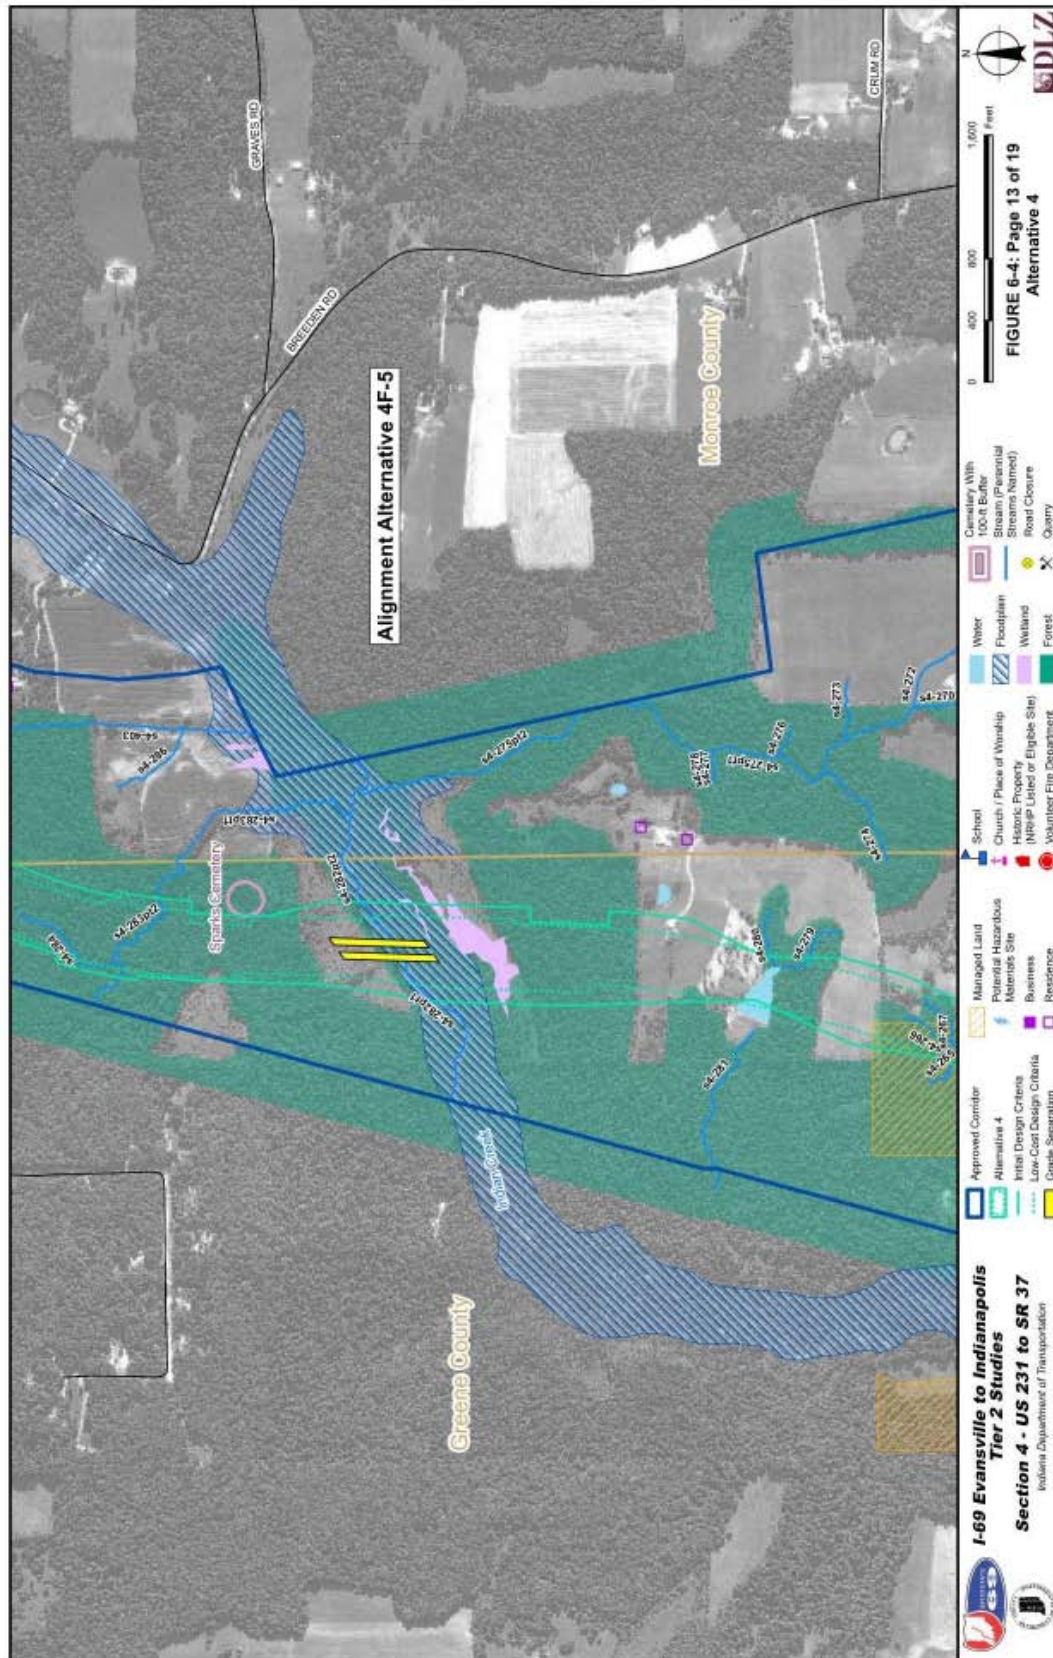 GRAVES RD
CRUM RD
BREEDEN RD
Alignment Alternative 4F-5
Monroe County
Greene County
Sparks Cemetery
Indian Creek
s4-403
s4-286
s4-283pt1
s4-283pt2
s4-282pt2
s4-282pt1
s4-275pt2
s4-275pt1
s4-277
s4-276
s4-273
s4-272
s4-270
s4-280
s4-279
s4-281
s4-267
I-69 Evansville to Indianapolis
Tier 2 Studies
Section 4 - US 231 to SR 37
Indiana Department of Transportation
Approved Corridor
Alternative 4
Initial Design Criteria
Low-Cost Design Criteria
Grade Separation
Managed Land
Potential Hazardous
Materials Site
Business
Residence
School
Church / Place of Worship
Historic Property
(NRHP Listed or Eligible Site)
Volunteer Fire Department
Water
Floodplain
Wetland
Forest
Cemetery With
100-ft Buffer
Stream (Perennial
Streams Named)
Road Closure
Quarry
0 400 800 1,600
Feet
FIGURE 6-4: Page 13 of 19
Alternative 4
N
DLZ